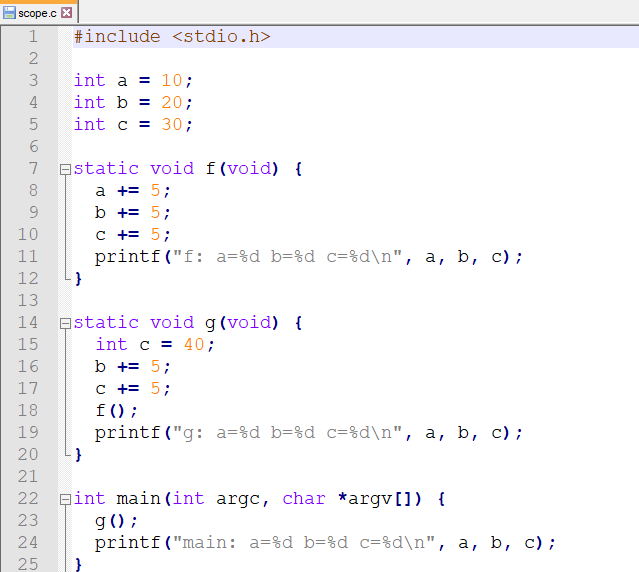 scope.c
1 #include <stdio.h>
2
3 int a = 10;
4 int b = 20;
5 int c = 30;
6
7 static void f(void) {
8   a += 5;
9   b += 5;
10   c += 5;
11   printf("f: a=%d b=%d c=%d\n", a, b, c);
12 }
13
14 static void g(void) {
15   int c = 40;
16   b += 5;
17   c += 5;
18   f();
19   printf("g: a=%d b=%d c=%d\n", a, b, c);
20 }
21
22 int main(int argc, char *argv[]) {
23   g();
24   printf("main: a=%d b=%d c=%d\n", a, b, c);
25 }